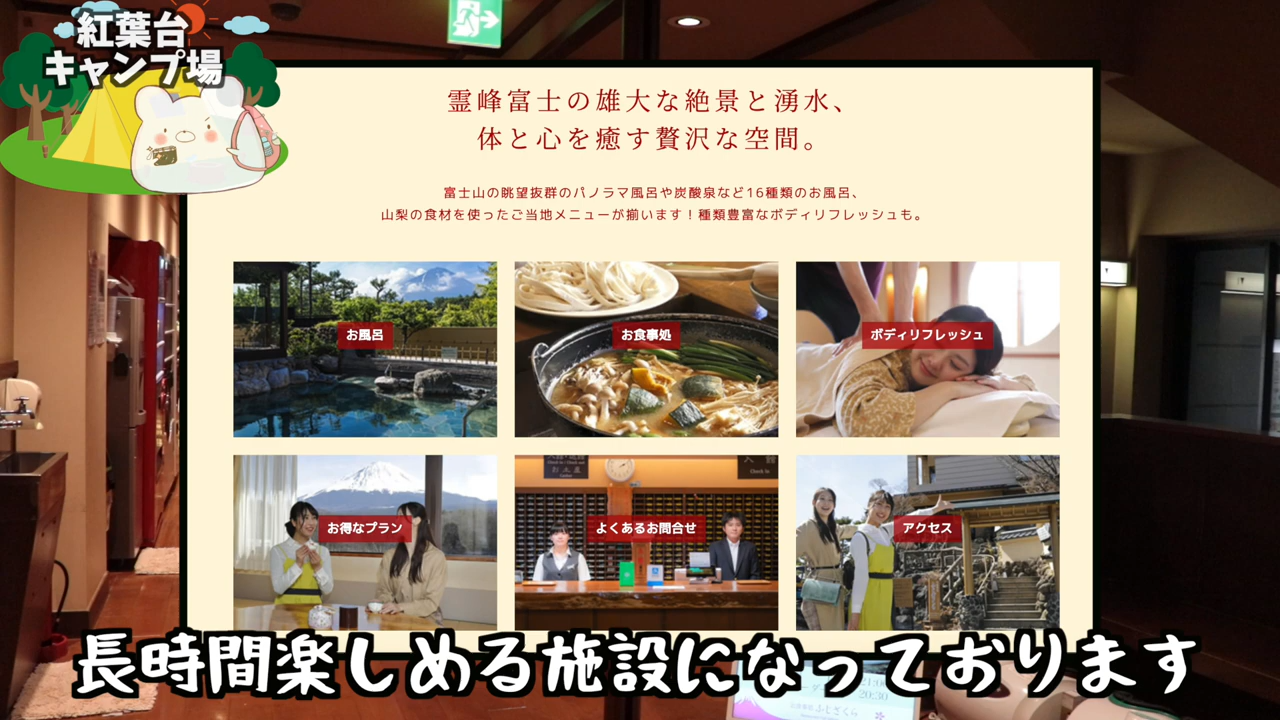 紅葉台
キャンプ場
霊峰富士の雄大な絶景と湧水、
体と心を癒す贅沢な空間。
富士山の眺望抜群のパノラマ風呂や炭酸泉など16種類のお風呂、
山梨の食材を使ったご当地メニューが揃います！種類豊富なボディリフレッシュも。
お風呂
お食事処
ボディリフレッシュ
お得なプラン
よくあるお問合せ
アクセス
長時間楽しめる施設になっております
20:30
ふじざくら